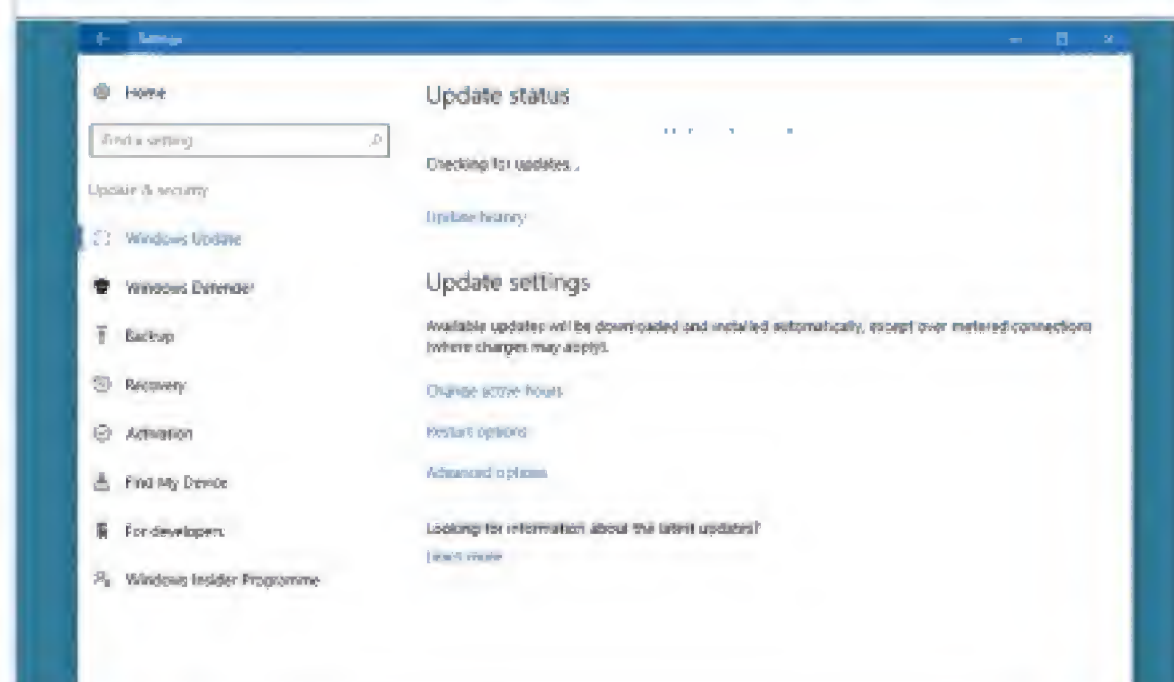 Settings
Home
Find a setting
Update & security
Windows Update
Windows Defender
Backup
Recovery
Activation
Find My Device
For developers
Windows Insider Programme
Update status
Checking for updates...
Update history
Update settings
Available updates will be downloaded and installed automatically, except over metered connections
(where charges may apply).
Change active hours
Restart options
Advanced options
Looking for information about the latest updates?
Learn more